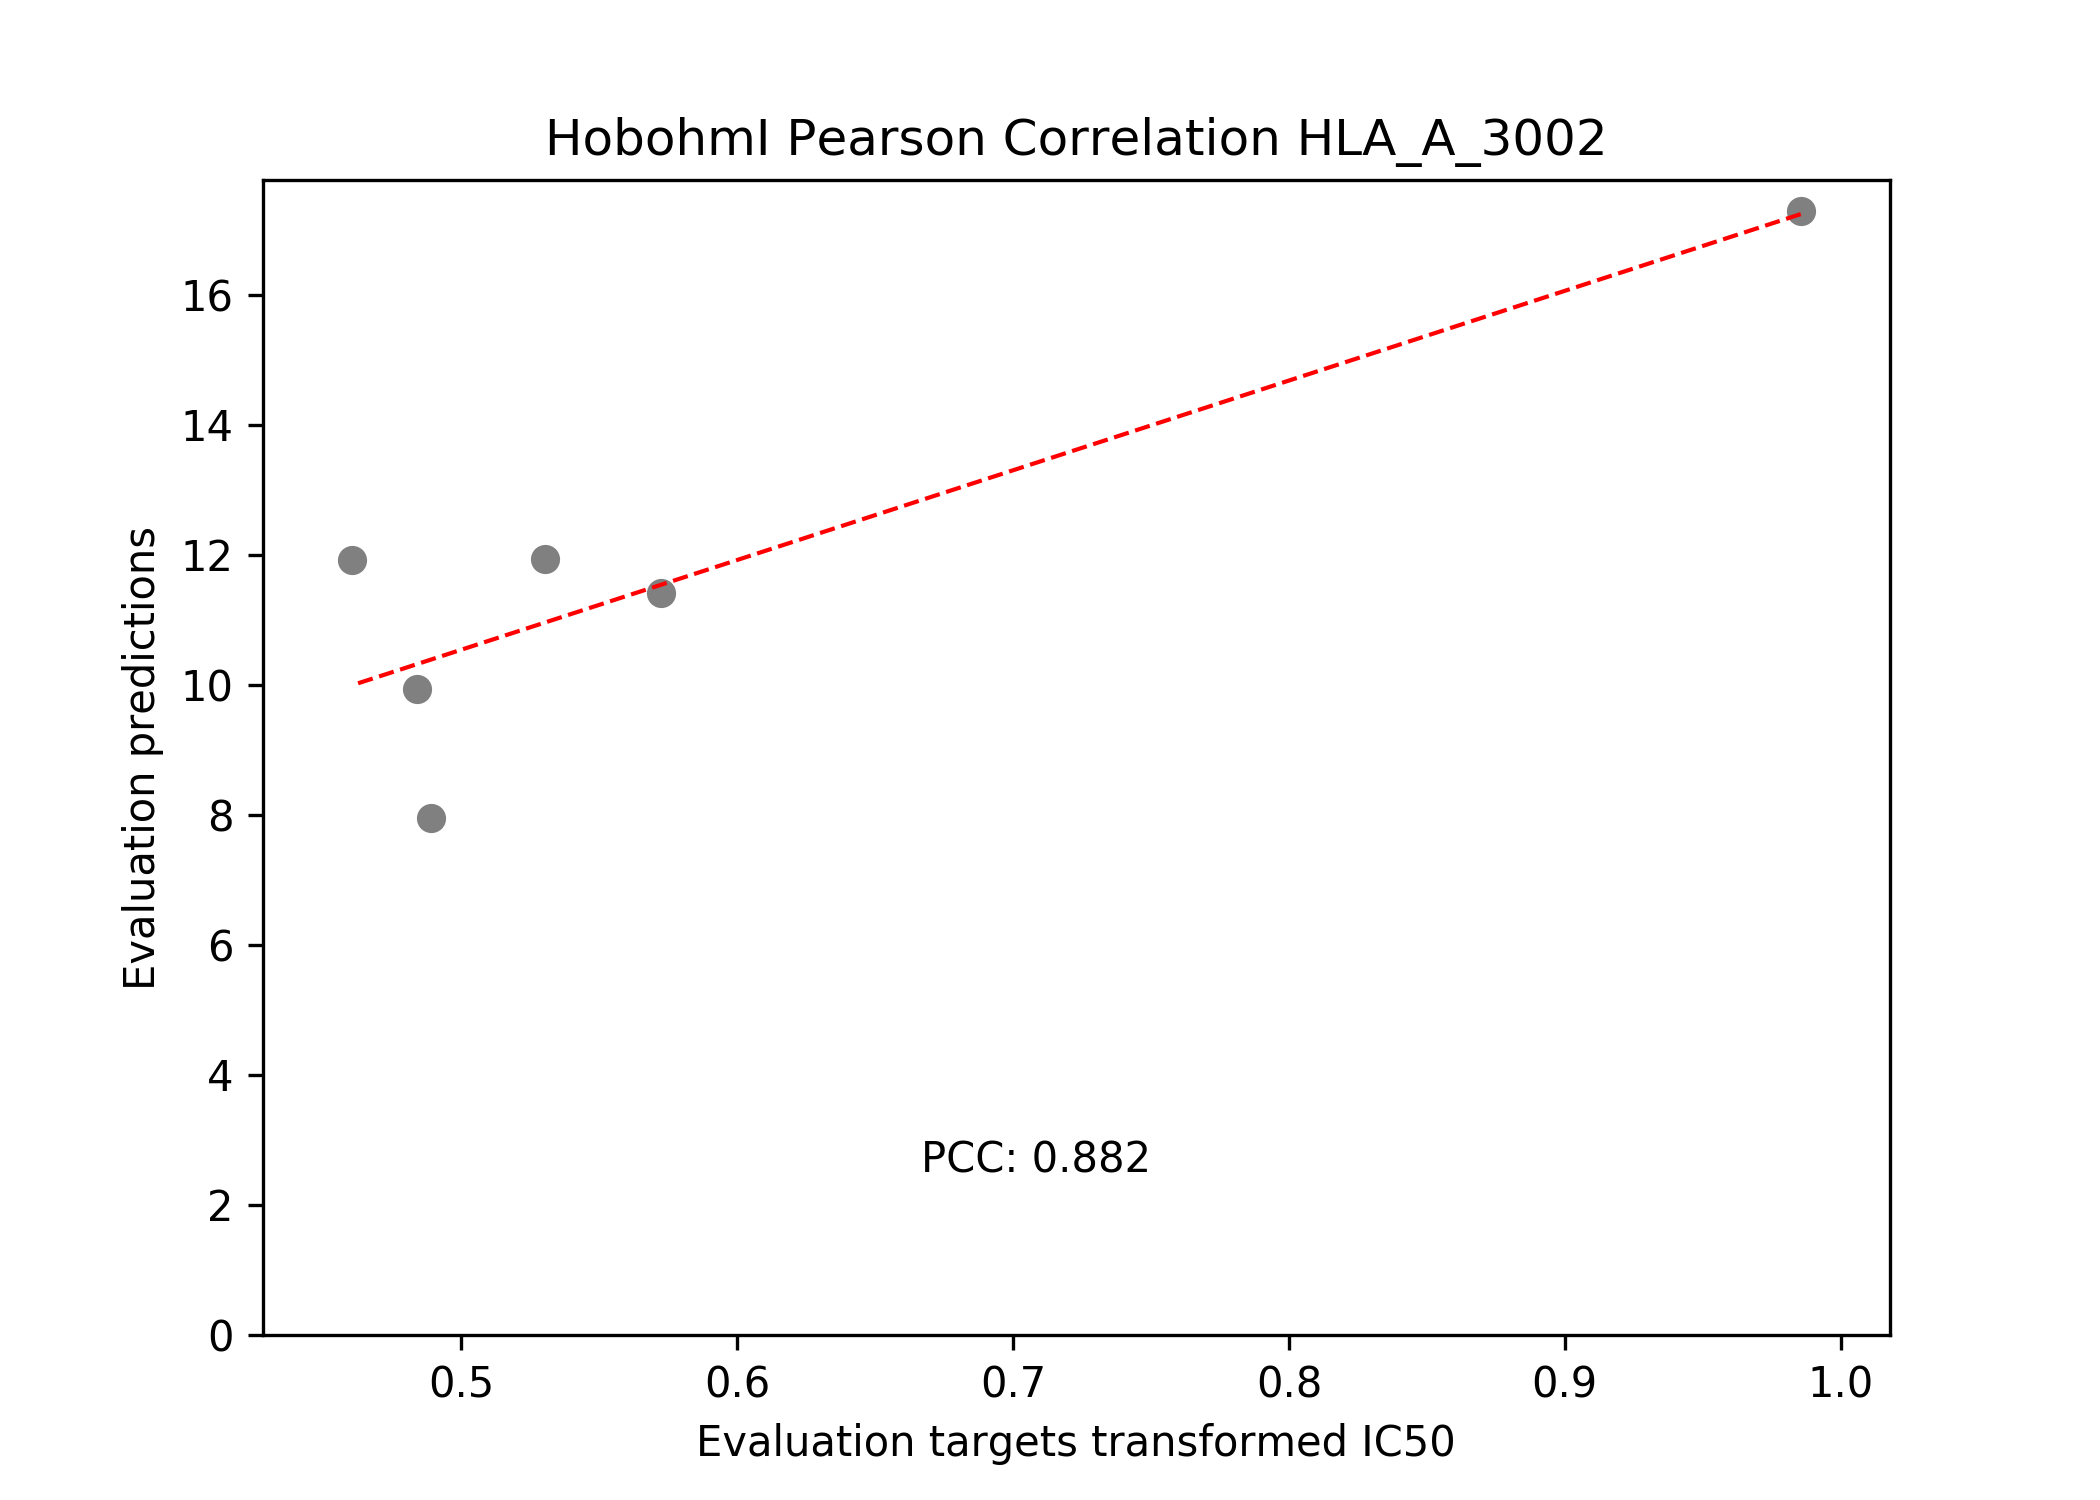 HobohmI Pearson Correlation HLA_A_3002
16
14
12
10
8
6
4
2
0
Evaluation predictions
PCC: 0.882
0.5 0.6 0.7 0.8 0.9 1.0
Evaluation targets transformed IC50